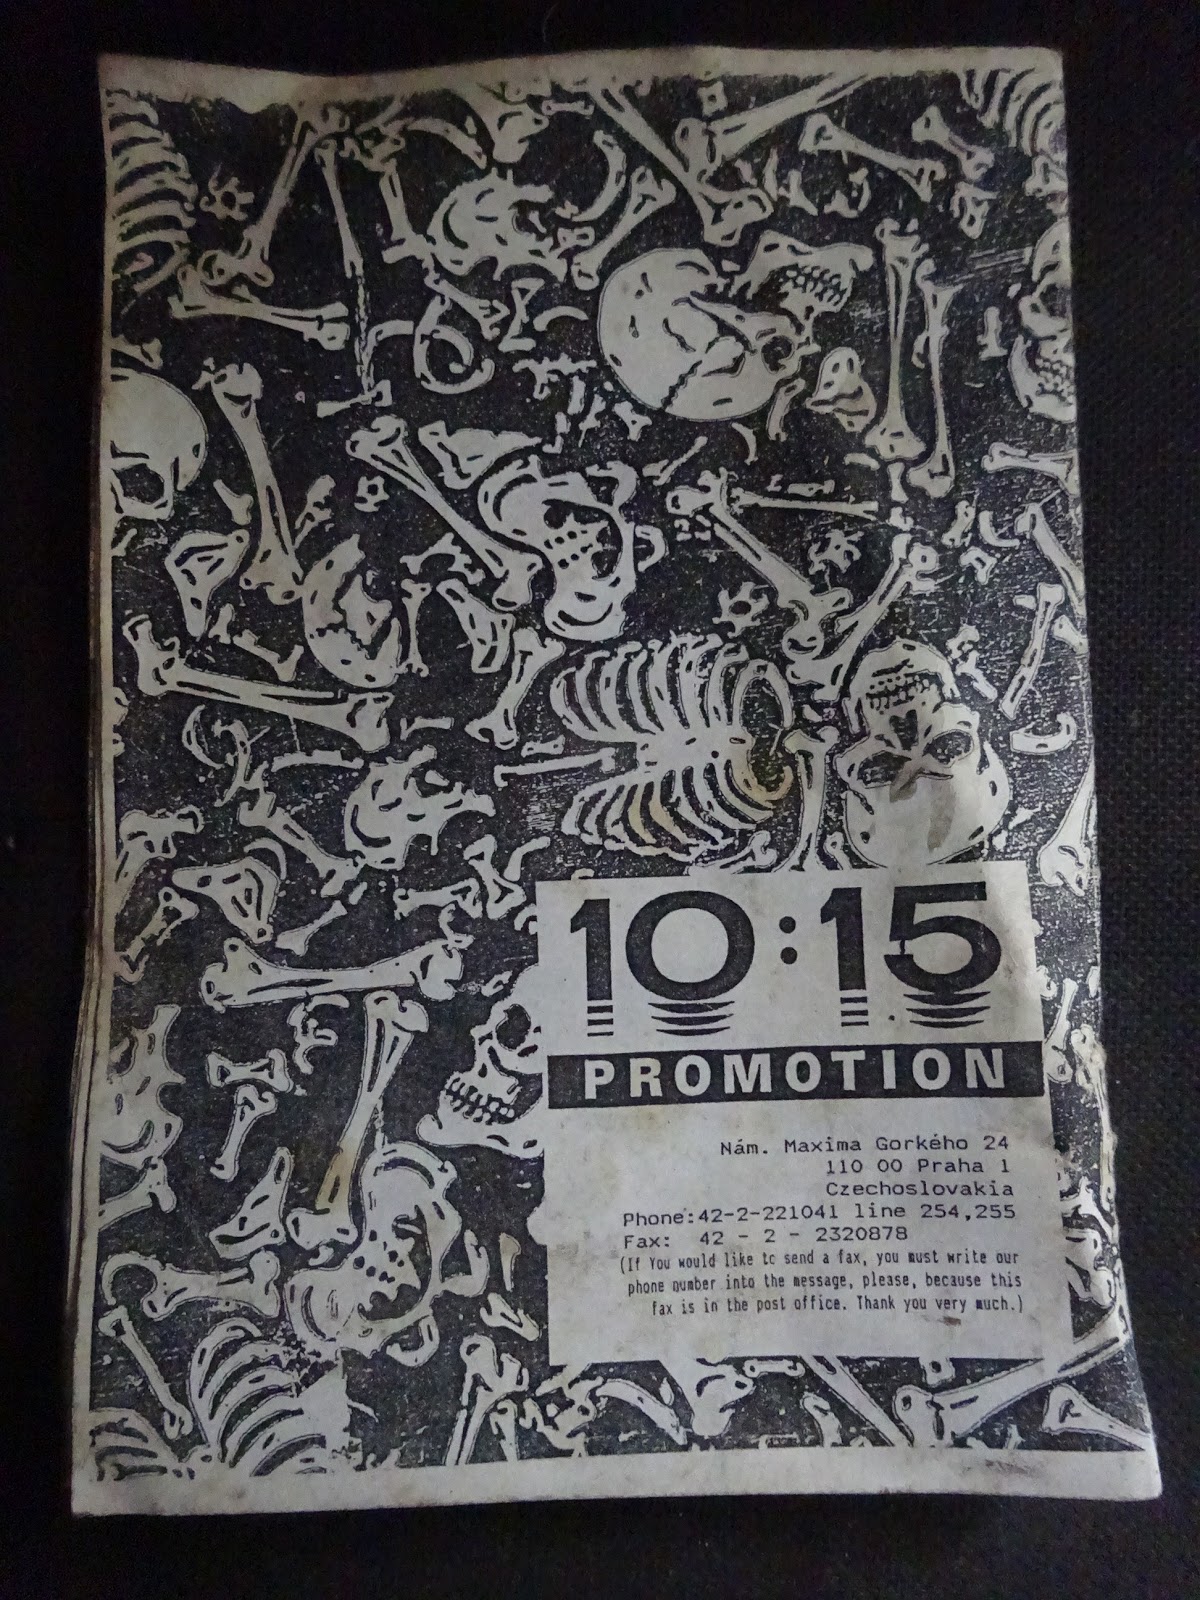 10:15
PROMOTION
Nám. Maxima Gorkého 24
110 00 Praha 1
Czechoslovakia
Phone:42-2-221041 line 254,255
Fax: 42 - 2 - 2320878
(If You would like to send a fax, you must write our
phone number into the message, please, because this
fax is in the post office. Thank you very much.)